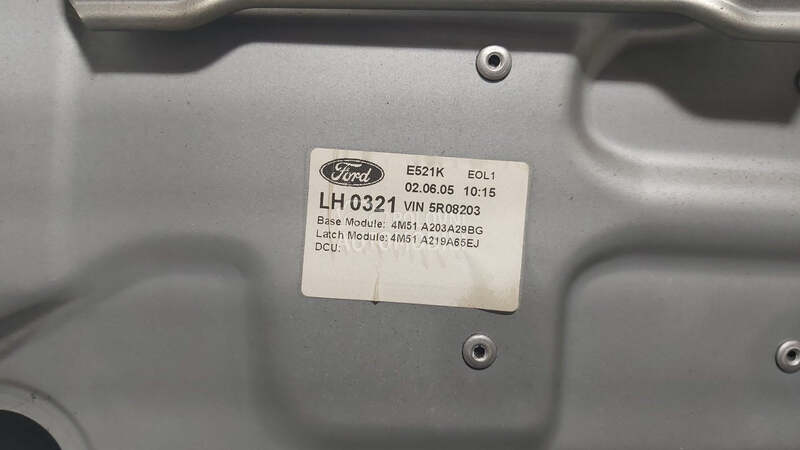 Ford E521K EOL1
02.06.05 10:15
LH 0321 VIN 5R08203
Base Module: 4M51 A203A29BG
Latch Module: 4M51 A219A65EJ
DCU: